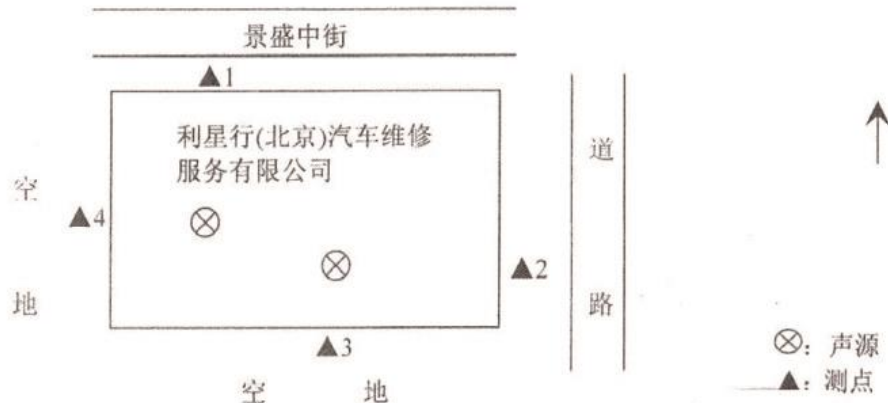 景盛中街
▲1
利星行(北京)汽车维修
服务有限公司
道
空
▲4
▲2
地
路
▲3
⊗：声源
▲：测点
空 地